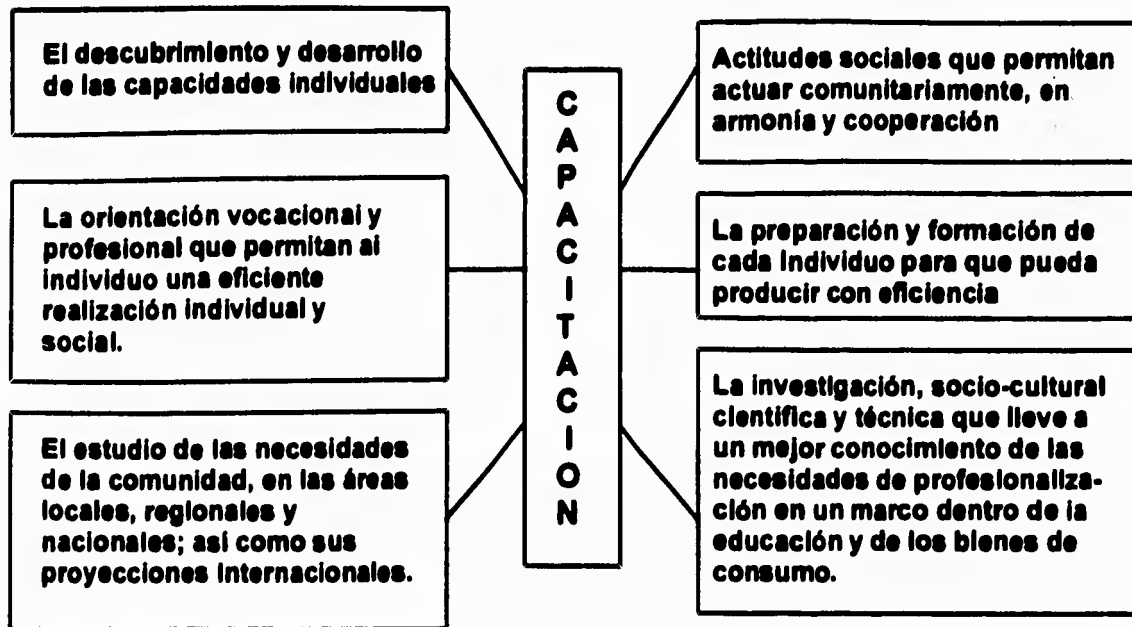 El descubrimiento y desarrollo
de las capacidades individuales
La orientación vocacional y
profesional que permitan al
individuo una eficiente
realización individual y
social.
El estudio de las necesidades
de la comunidad, en las áreas
locales, regionales y
nacionales; así como sus
proyecciones internacionales.
C
A
P
A
C
I
T
A
C
I
O
N
Actitudes sociales que permitan
actuar comunitariamente, en
armonía y cooperación
La preparación y formación de
cada individuo para que pueda
producir con eficiencia
La investigación, socio-cultural
científica y técnica que lleve a
un mejor conocimiento de las
necesidades de profesionaliza-
ción en un marco dentro de la
educación y de los bienes de
consumo.